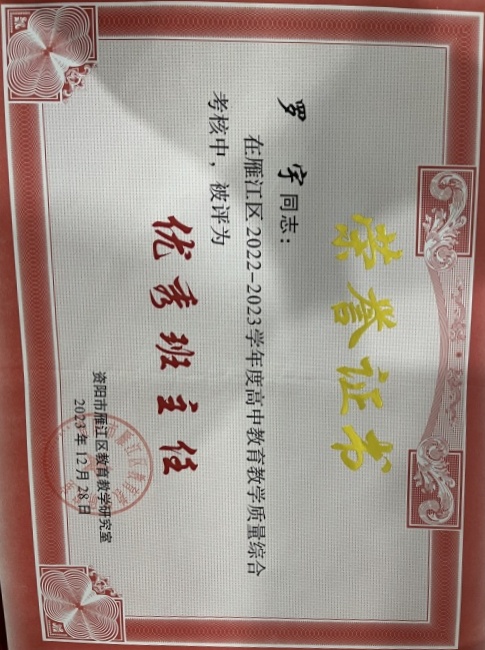 荣誉证书
罗宇同志：
在雁江区2022-2023学年度高中教育教学质量综合
考核中，被评为
优秀班主任
资阳市雁江区教育教学研究室
2023年12月28日